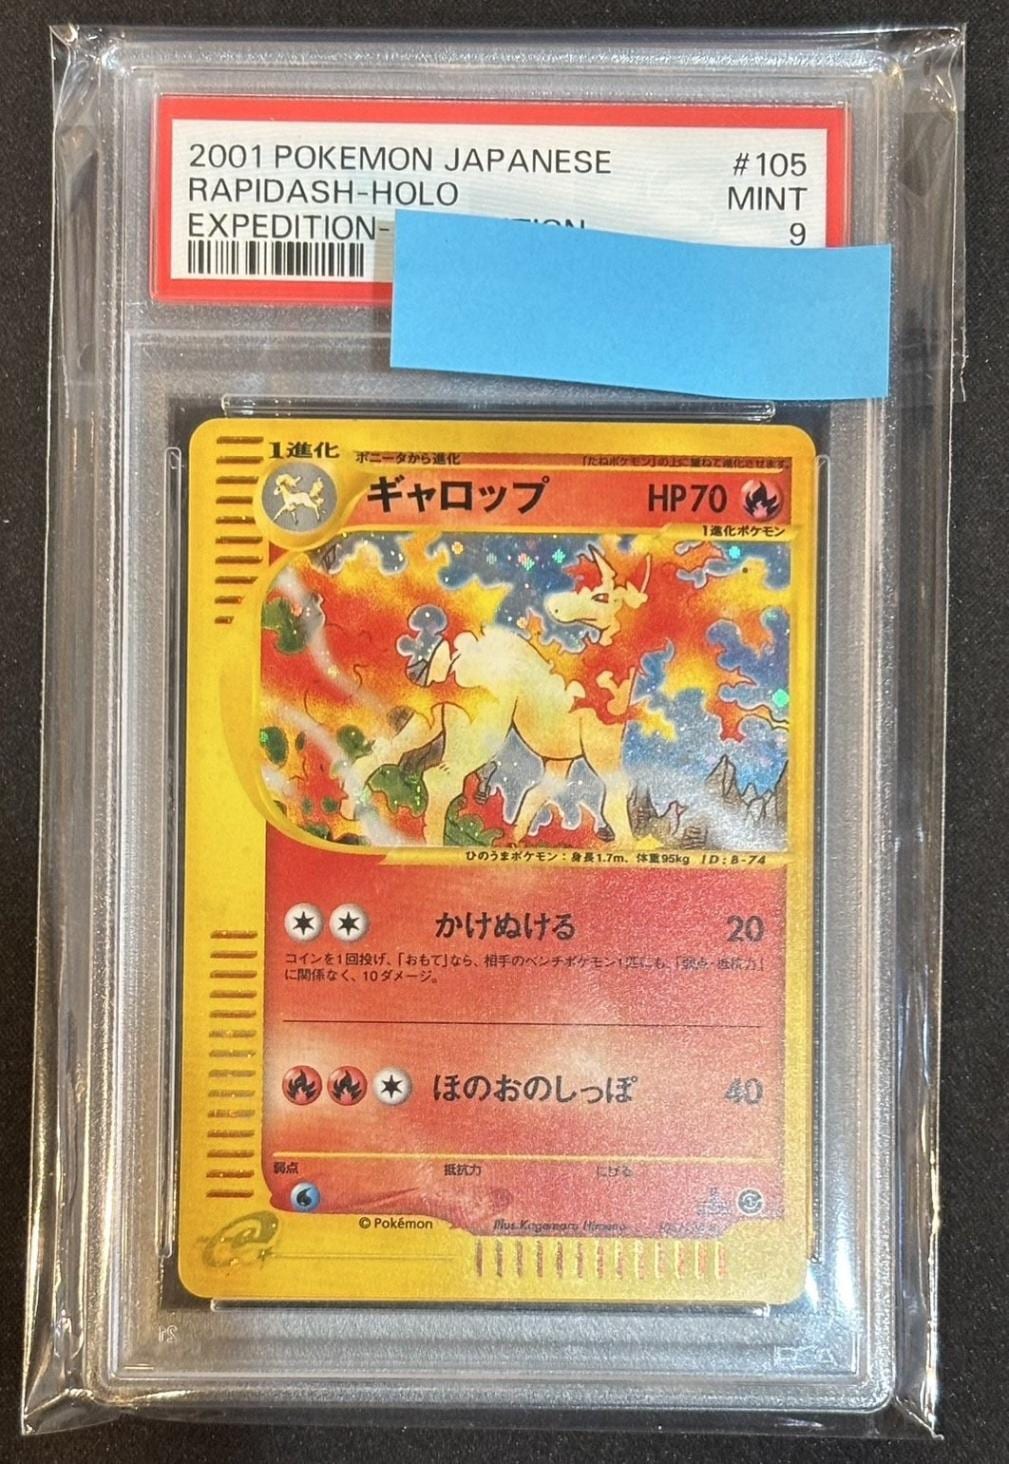 2001 POKEMON JAPANESE #105
RAPIDASH-HOLO MINT
EXPEDITION- 9
1進化
ポニータから進化
「たねポケモン」の上に重ねて進化させます。
ギャロップ HP70
1進化ポケモン
ひのうまポケモン：身長1.7m、体重95kg ID:B-74
かけぬける 20
コインを1回投げ、「おもて」なら、相手のベンチポケモン1匹にも、「弱点・抵抗力」
に関係なく、10ダメージ。
ほのおのしっぽ 40
弱点 抵抗力 にげる
©Pokémon Illus.Kagemaru Himeno